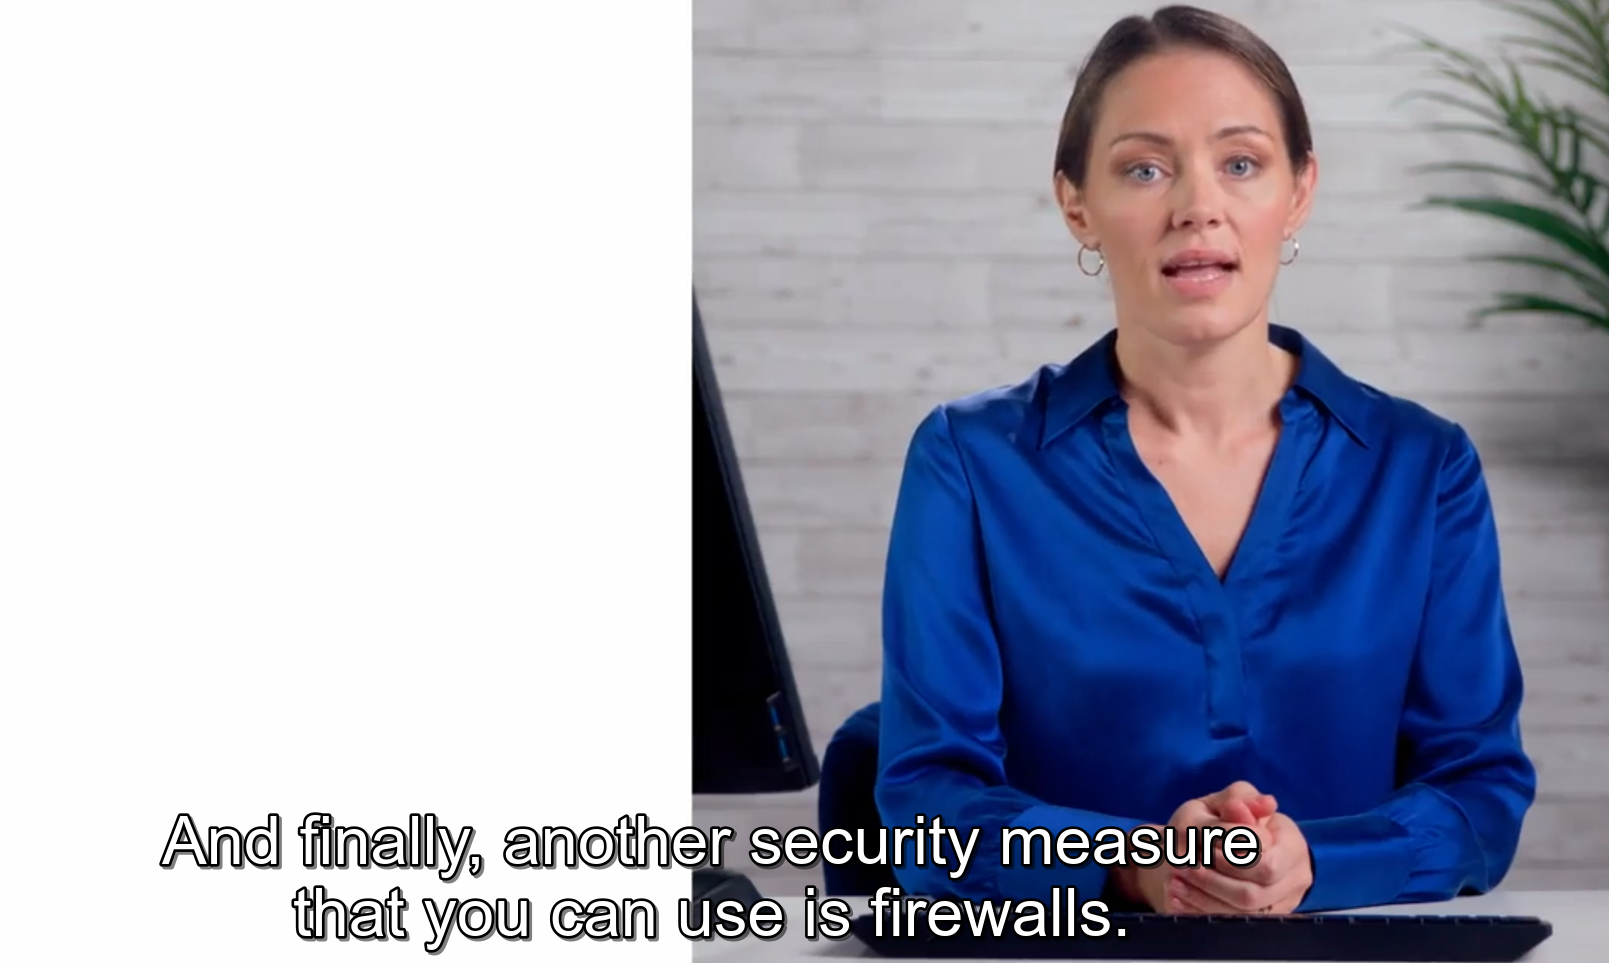 And finally, another security measure
that you can use is firewalls.